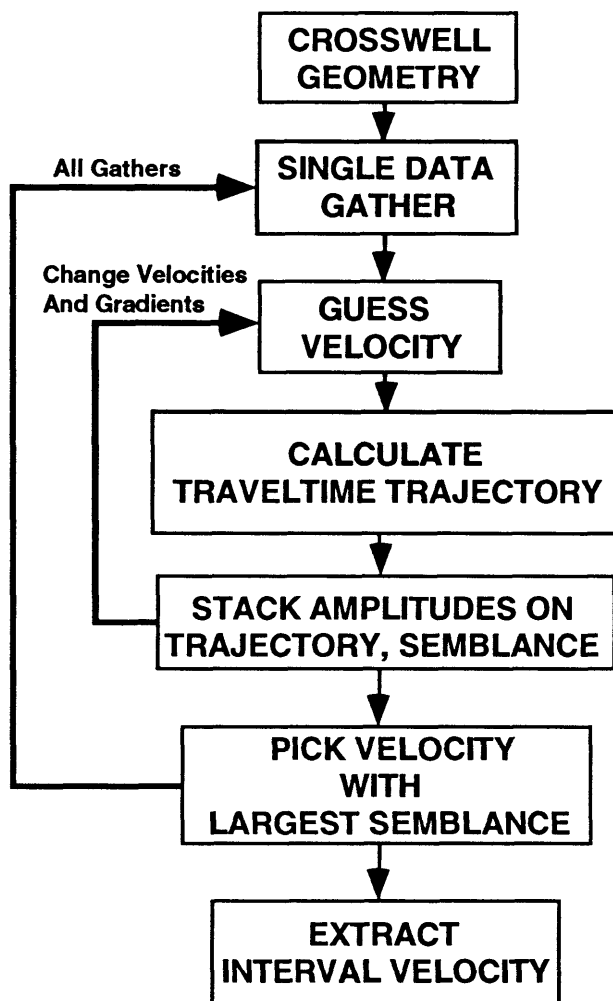 CROSSWELL
GEOMETRY
All Gathers
SINGLE DATA
GATHER
Change Velocities
And Gradients
GUESS
VELOCITY
CALCULATE
TRAVELTIME TRAJECTORY
STACK AMPLITUDES ON
TRAJECTORY, SEMBLANCE
PICK VELOCITY
WITH
LARGEST SEMBLANCE
EXTRACT
INTERVAL VELOCITY